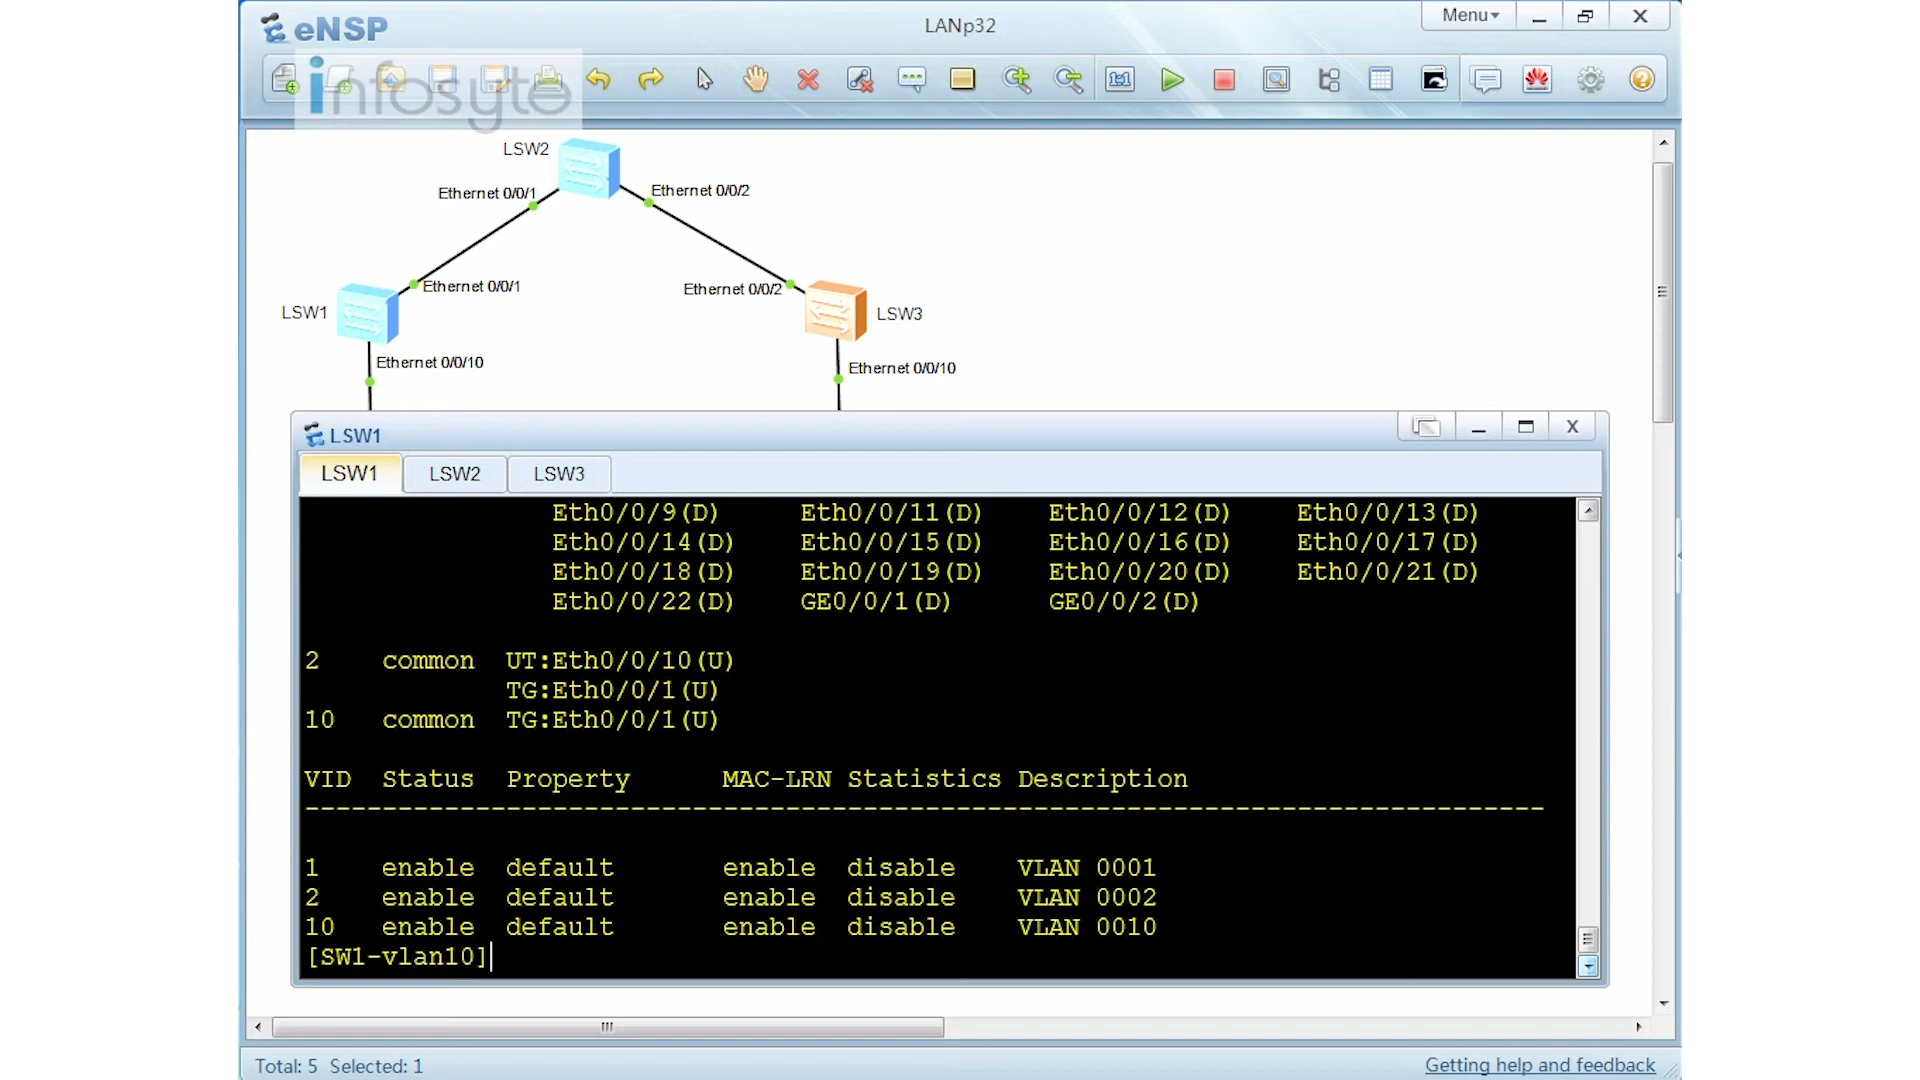 eNSP
LANp32
Menu
infosyte
LSW2
Ethernet 0/0/1
Ethernet 0/0/2
Ethernet 0/0/1
Ethernet 0/0/2
LSW1
LSW3
Ethernet 0/0/10
Ethernet 0/0/10
LSW1
LSW1 LSW2 LSW3
Eth0/0/9(D) Eth0/0/11(D) Eth0/0/12(D) Eth0/0/13(D)
Eth0/0/14(D) Eth0/0/15(D) Eth0/0/16(D) Eth0/0/17(D)
Eth0/0/18(D) Eth0/0/19(D) Eth0/0/20(D) Eth0/0/21(D)
Eth0/0/22(D) GE0/0/1(D) GE0/0/2(D)
2 common UT:Eth0/0/10(U)
TG:Eth0/0/1(U)
10 common TG:Eth0/0/1(U)
VID Status Property MAC-LRN Statistics Description
--------------------------------------------------------------------------------
1 enable default enable disable VLAN 0001
2 enable default enable disable VLAN 0002
10 enable default enable disable VLAN 0010
[SW1-vlan10]
Total: 5 Selected: 1
Getting help and feedback